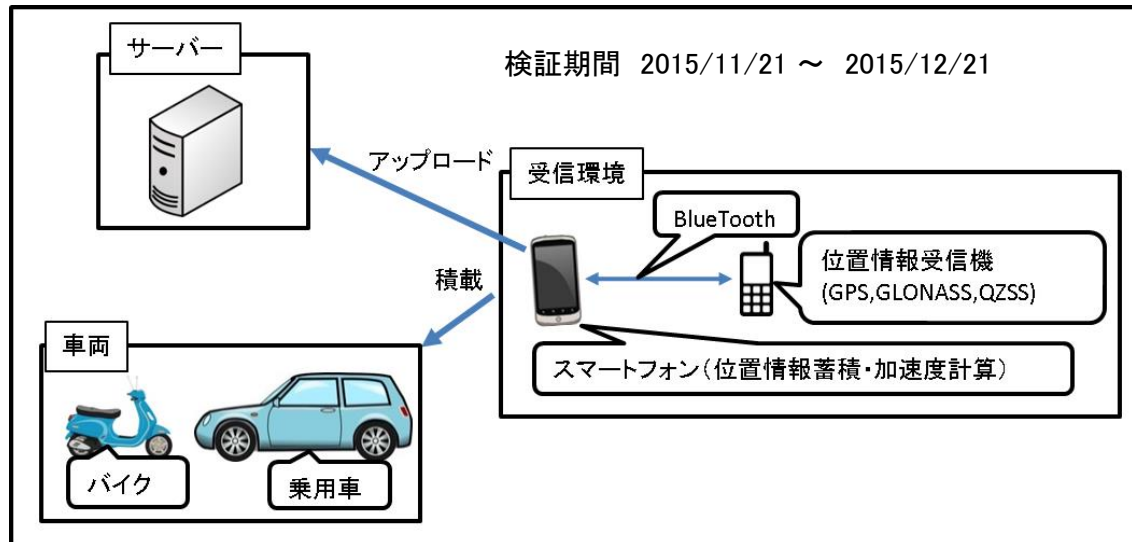 サーバー
検証期間 2015/11/21 ～ 2015/12/21
アップロード
受信環境
BlueTooth
位置情報受信機
(GPS,GLONASS,QZSS)
積載
スマートフォン(位置情報蓄積・加速度計算)
車両
バイク
乗用車